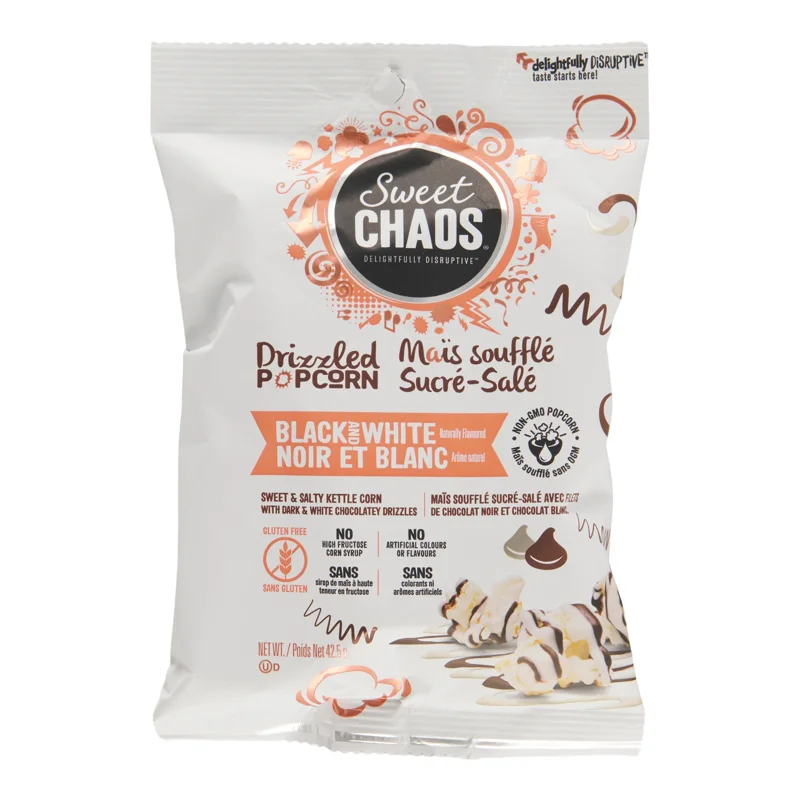 delightfully DISRUPTIVE™
taste starts here!
Sweet
CHAOS®
DELIGHTFULLY DISRUPTIVE™
Drizzled
POPCORN
Maïs soufflé
Sucré-Salé
BLACK AND WHITE
Naturally Flavoured
NOIR ET BLANC
Arôme naturel
NON-GMO POPCORN
Maïs soufflé sans OGM
SWEET & SALTY KETTLE CORN
WITH DARK & WHITE CHOCOLATEY DRIZZLES
MAÏS SOUFFLÉ SUCRÉ-SALÉ AVEC FILETS
DE CHOCOLAT NOIR ET CHOCOLAT BLANC
GLUTEN FREE
SANS GLUTEN
NO
HIGH FRUCTOSE
CORN SYRUP
SANS
sirop de maïs à haute
teneur en fructose
NO
ARTIFICIAL COLOURS
OR FLAVOURS
SANS
colorants ni
arômes artificiels
NET WT. / Poids Net 42.5 g
U D